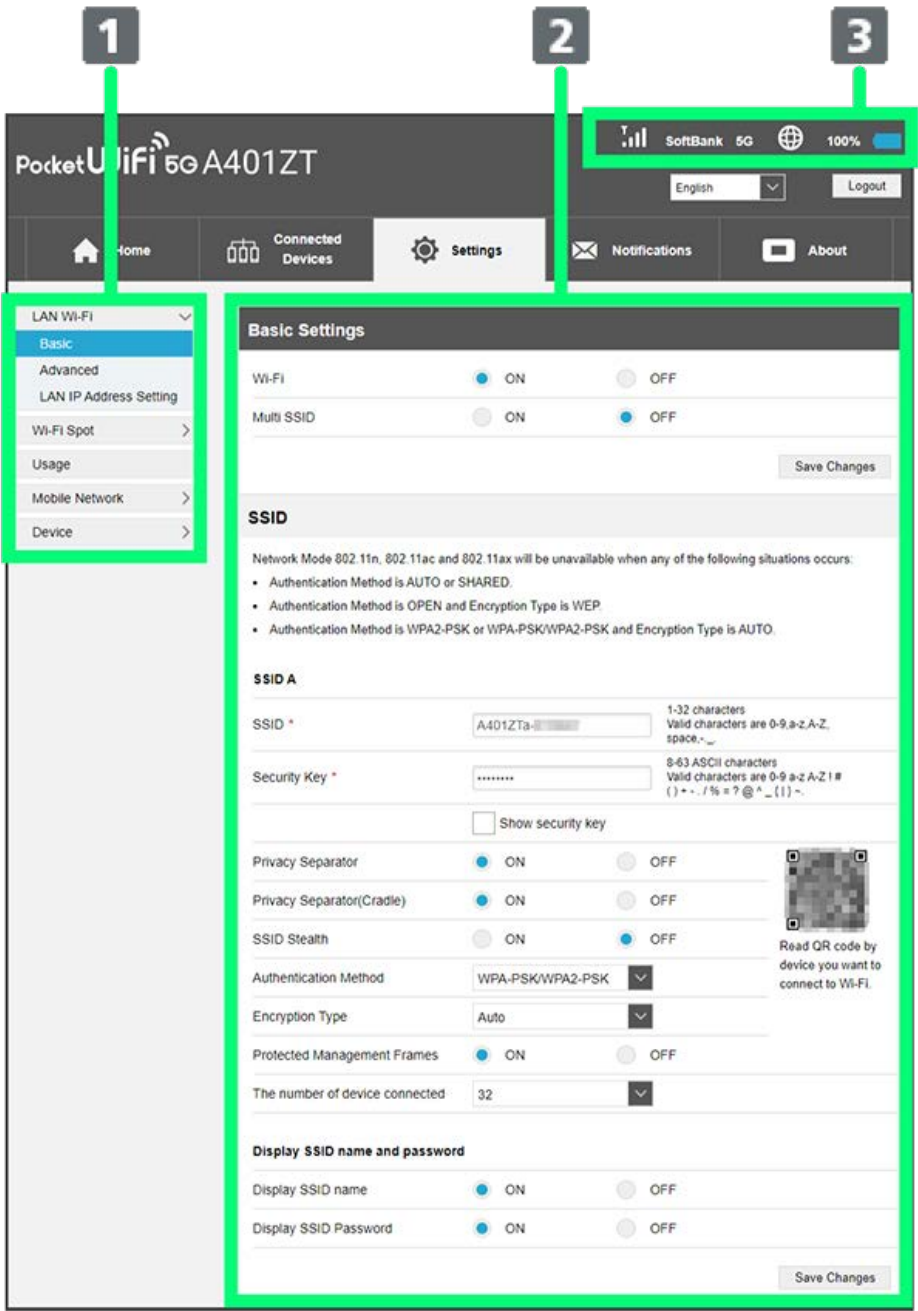 1 2 3
SoftBank 5G 100%
PocketWiFi 5G A401ZT
English Logout
Home Connected Devices Settings Notifications About
LAN Wi-Fi
Basic
Advanced
LAN IP Address Setting
Wi-Fi Spot
Usage
Mobile Network
Device
Basic Settings
Wi-Fi ON OFF
Multi SSID ON OFF
Save Changes
SSID
Network Mode 802.11n, 802.11ac and 802.11ax will be unavailable when any of the following situations occurs:
• Authentication Method is AUTO or SHARED.
• Authentication Method is OPEN and Encryption Type is WEP.
• Authentication Method is WPA2-PSK or WPA-PSK/WPA2-PSK and Encryption Type is AUTO.
SSID A
SSID * A401ZTa-
1-32 characters
Valid characters are 0-9,a-z,A-Z,
space,-._.
Security Key * ••••••••
8-63 ASCII characters
Valid characters are 0-9 a-z A-Z ! #
( ) + - . / % = ? @ ^ _ { | } ~.
Show security key
Privacy Separator ON OFF
Privacy Separator(Cradle) ON OFF
SSID Stealth ON OFF
Read QR code by
device you want to
connect to Wi-Fi.
Authentication Method WPA-PSK/WPA2-PSK
Encryption Type Auto
Protected Management Frames ON OFF
The number of device connected 32
Display SSID name and password
Display SSID name ON OFF
Display SSID Password ON OFF
Save Changes